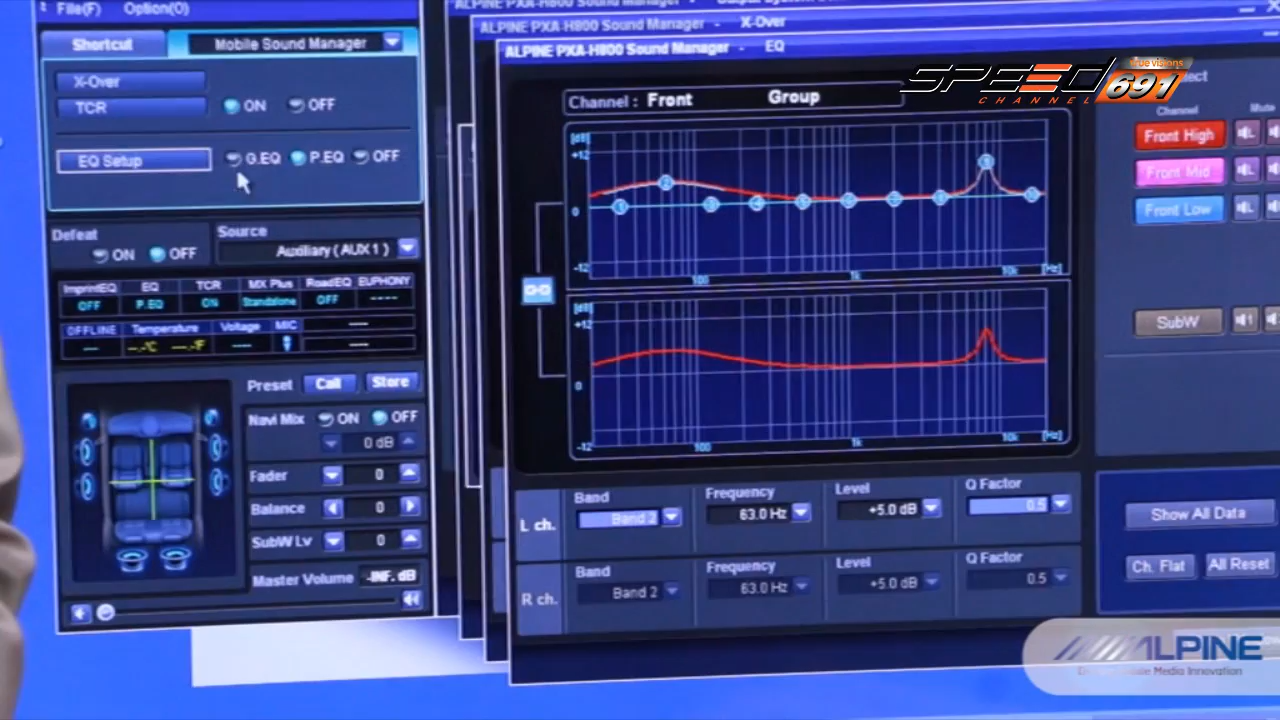 File(F) Option(O)
Shortcut
Mobile Sound Manager
X-Over
TCR ON OFF
EQ Setup G.EQ P.EQ OFF
Defeat
ON OFF
Source
Auxiliary ( AUX 1 )
ImprintEQ EQ TCR MX Plus RoadEQ EUPHONY
OFF P.EQ ON Standalone OFF ----
OFFLINE Temperature Voltage MIC ---
--- --.-°C --.-°F --- ---
Preset Call Store
Navi Mix ON OFF
0 dB
Fader 0
Balance 0
SubW Lv 0
Master Volume -INF. dB
ALPINE PXA-H800 Sound Manager -
ALPINE PXA-H800 Sound Manager - X-Over
ALPINE PXA-H800 Sound Manager - EQ
Channel : Front Group
[dB]
+12
0
-12
100 1k 10k [Hz]
[dB]
+12
0
-12
100 1k 10k [Hz]
L ch.
Band Frequency Level Q Factor
Band 2 63.0 Hz +5.0 dB 0.5
R ch.
Band Frequency Level Q Factor
Band 2 63.0 Hz +5.0 dB 0.5
SPEED
CHANNEL
true visions
691
Channel Mute
Front High
Front Mid
Front Low
SubW
Show All Data
Ch. Flat All Reset
ALPINE
Mobile Media Innovation